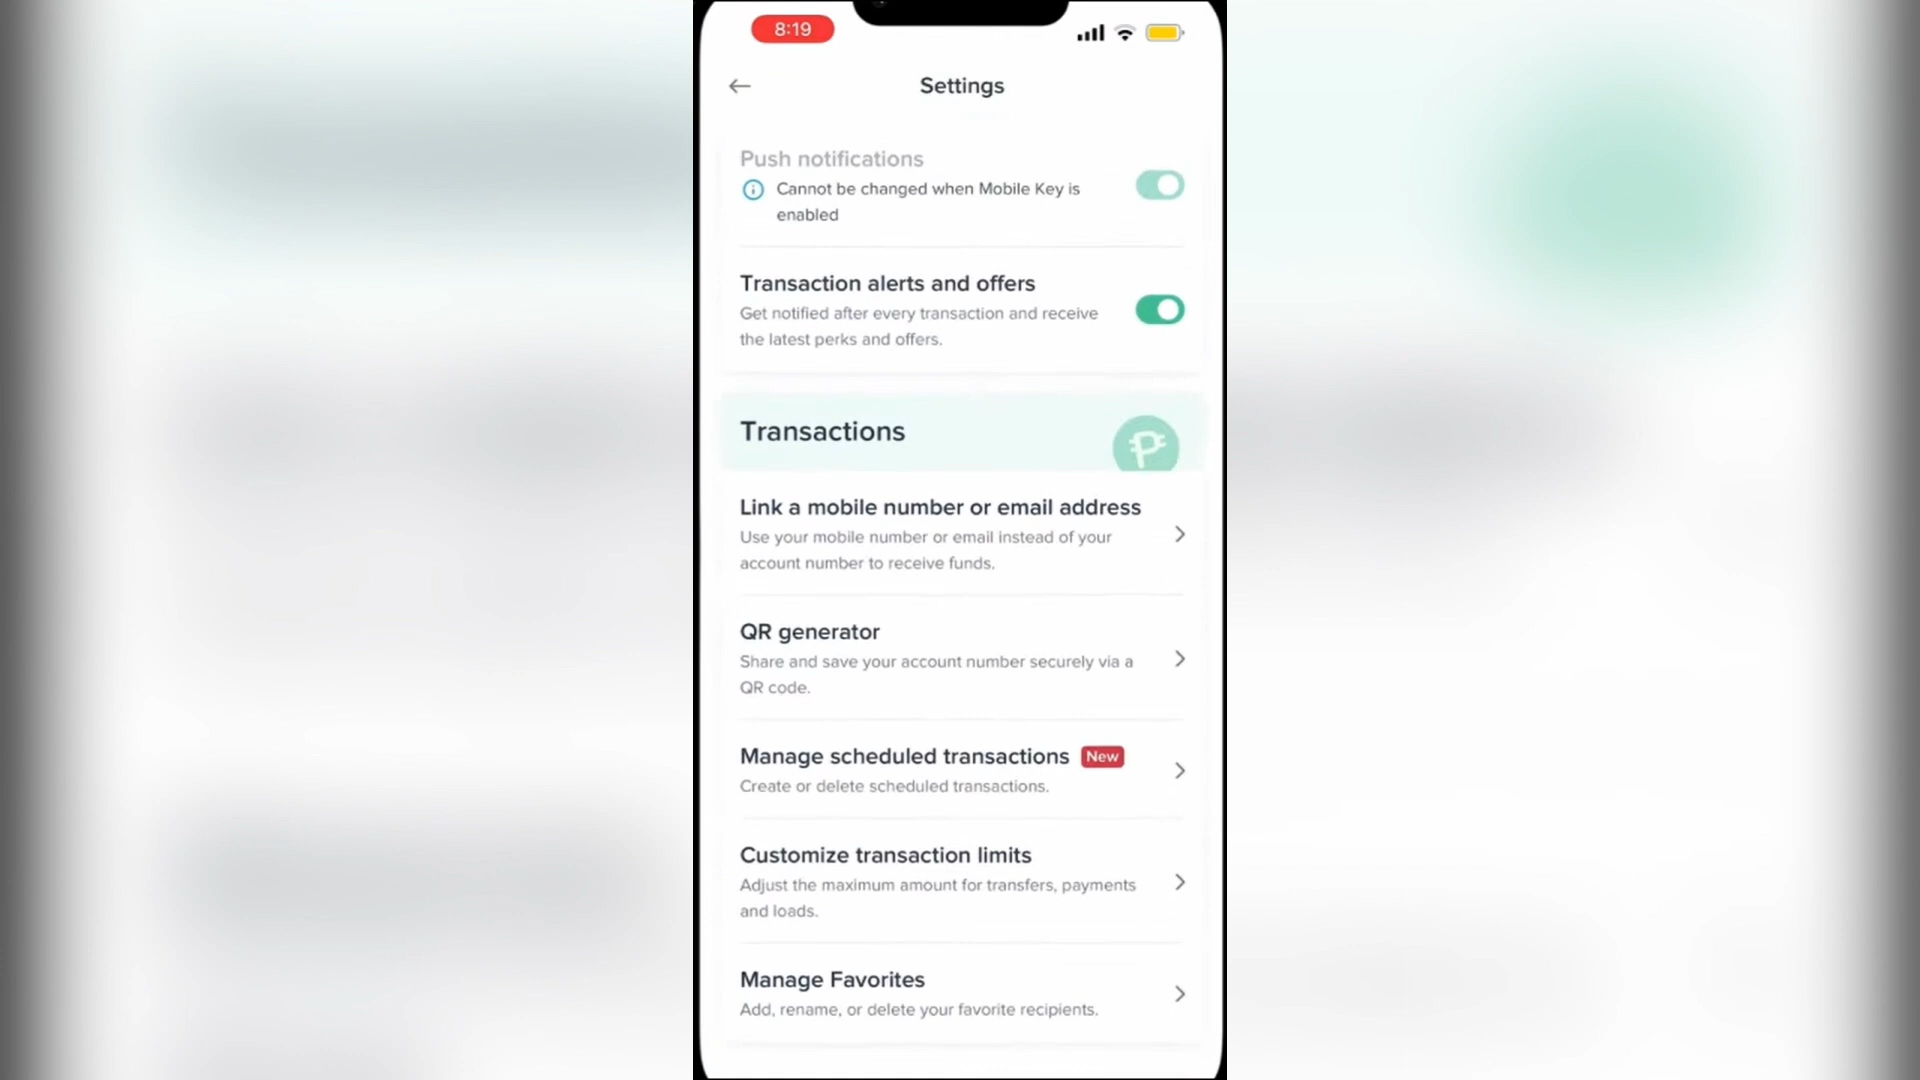 8:19
Settings
Push notifications
Cannot be changed when Mobile Key is
enabled
Transaction alerts and offers
Get notified after every transaction and receive
the latest perks and offers.
Transactions
Link a mobile number or email address
Use your mobile number or email instead of your
account number to receive funds.
QR generator
Share and save your account number securely via a
QR code.
Manage scheduled transactions New
Create or delete scheduled transactions.
Customize transaction limits
Adjust the maximum amount for transfers, payments
and loads.
Manage Favorites
Add, rename, or delete your favorite recipients.